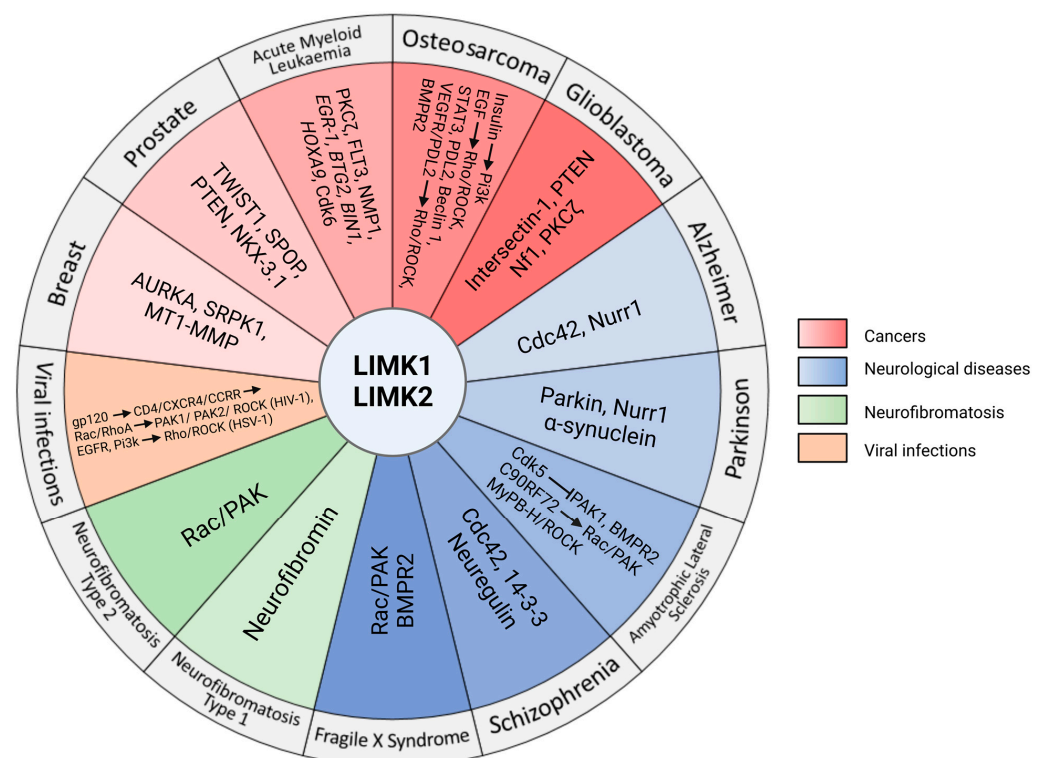 Acute Myeloid
Leukaemia
PKCζ, FLT3, NMP1,
EGR-1, BTG2, BIN1,
HOXA9, Cdk6
Osteosarcoma
Insulin → Pi3k
EGF → Rho/ROCK,
STAT3, PDL2, Beclin 1,
VEGFR/PDL2 → Rho/ROCK,
BMPR2
Glioblastoma
Intersectin-1, PTEN
Nf1, PKCζ
Alzheimer
Cdc42, Nurr1
Parkinson
Parkin, Nurr1
α-synuclein
Amyotrophic Lateral
Sclerosis
Cdk5 ⊣ PAK1, BMPR2
C90RF72 → Rac/PAK
MyPB-H/ROCK
Schizophrenia
Cdc42, 14-3-3
Neuregulin
Fragile X Syndrome
Rac/PAK
BMPR2
Neurofibromatosis
Type 1
Neurofibromin
Neurofibromatosis
Type 2
Rac/PAK
Viral infections
gp120 → CD4/CXCR4/CCRR →
Rac/RhoA → PAK1/ PAK2/ ROCK (HIV-1),
EGFR, Pi3k → Rho/ROCK (HSV-1)
Breast
AURKA, SRPK1,
MT1-MMP
Prostate
TWIST1, SPOP,
PTEN, NKX-3.1
LIMK1
LIMK2
Cancers
Neurological diseases
Neurofibromatosis
Viral infections